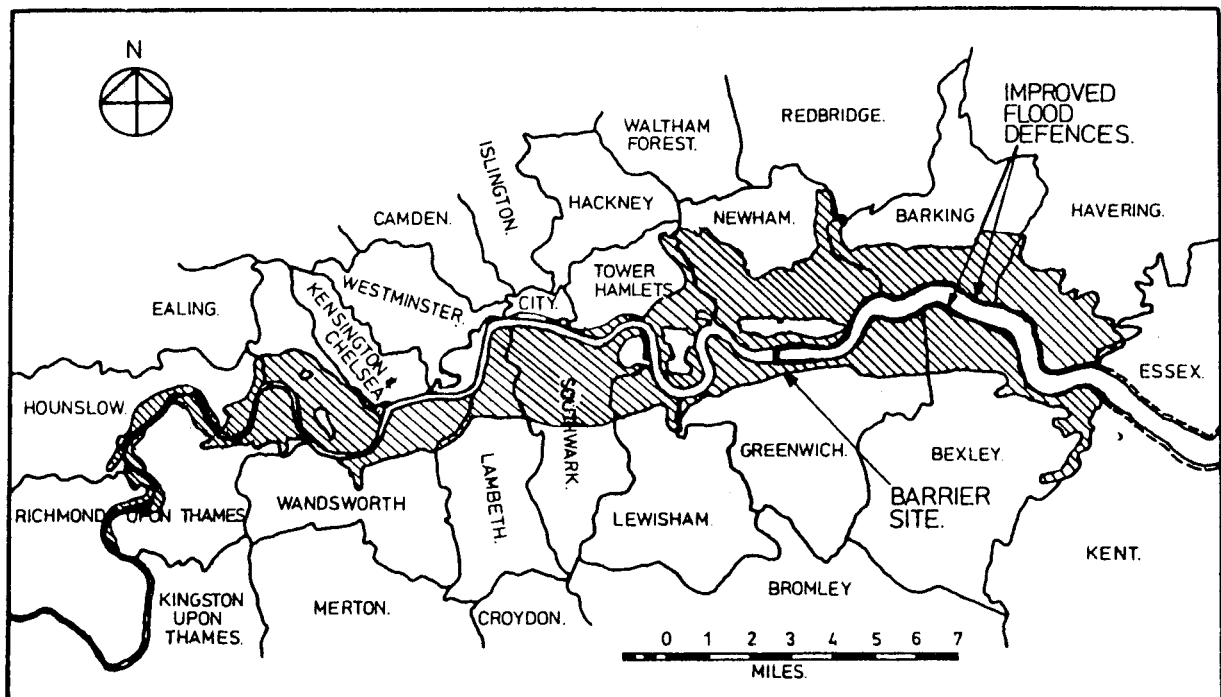 N
IMPROVED
FLOOD
DEFENCES.
REDBRIDGE.
WALTHAM
FOREST.
ISLINGTON.
HACKNEY
NEWHAM.
BARKING
HAVERING.
CAMDEN.
TOWER
HAMLETS
WESTMINSTER.
CITY.
EALING.
KENSINGTON &
CHELSEA
ESSEX.
HOUNSLOW.
SOUTHWARK.
GREENWICH.
BEXLEY.
LAMBETH.
RICHMOND UPON THAMES
WANDSWORTH
LEWISHAM.
BARRIER
SITE.
KENT.
KINGSTON
UPON
THAMES.
MERTON.
CROYDON.
BROMLEY
0 1 2 3 4 5 6 7
MILES.